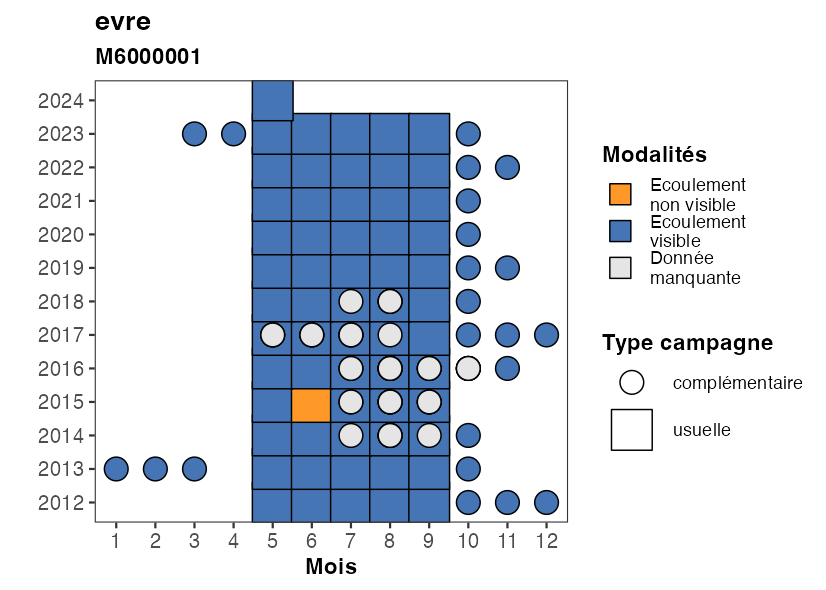 evre
M6000001
2024
2023
2022
2021
2020
2019
2018
2017
2016
2015
2014
2013
2012
1 2 3 4 5 6 7 8 9 10 11 12
Mois
Modalités
Ecoulement
non visible
Ecoulement
visible
Donnée
manquante
Type campagne
complémentaire
usuelle